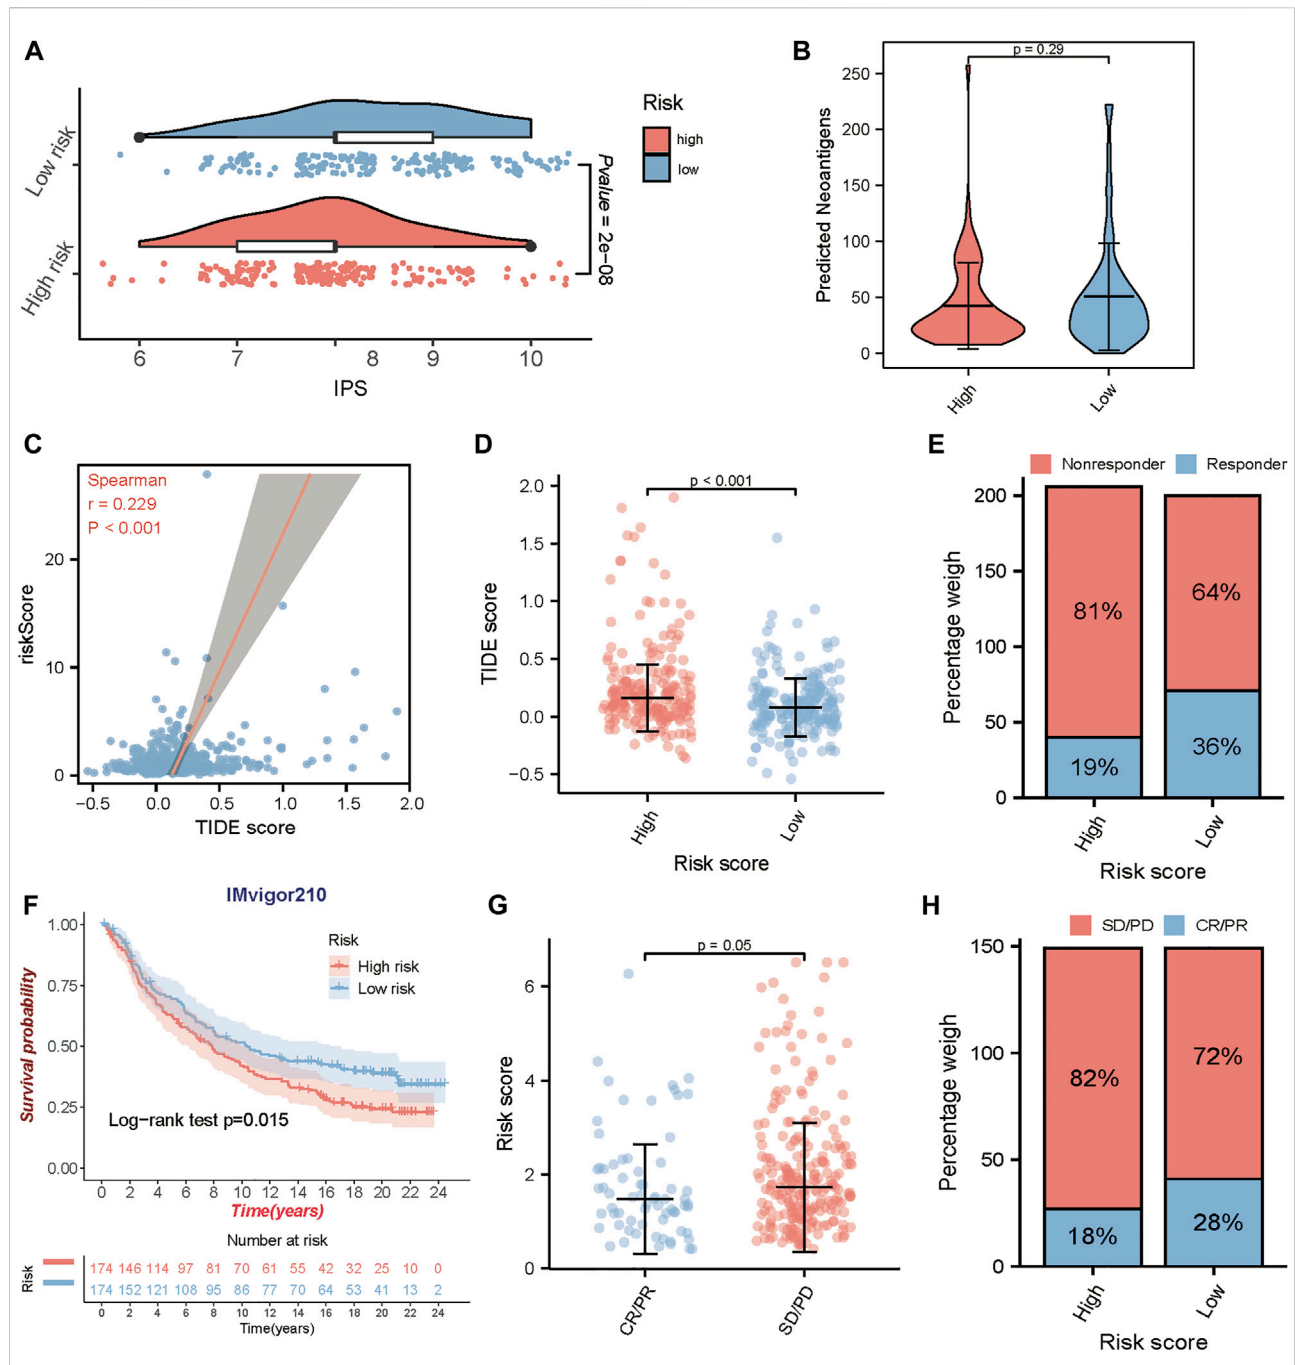 A
Low risk
High risk
Pvalue = 2e−08
6 7 8 9 10
IPS
Risk
high
low
B
p = 0.29
Predicted Neoantigens
250
200
150
100
50
0
High Low
C
Spearman
r = 0.229
P < 0.001
riskScore
20
10
0
−0.5 0.0 0.5 1.0 1.5 2.0
TIDE score
D
p < 0.001
TIDE score
2.0
1.5
1.0
0.5
0.0
−0.5
High Low
Risk score
E
Nonresponder Responder
Percentage weigh
200
150
100
50
0
81%
64%
19%
36%
High Low
Risk score
F
IMvigor210
Survival probability
1.00
0.75
0.50
0.25
0.00
Risk
High risk
Low risk
Log−rank test p=0.015
0 2 4 6 8 10 12 14 16 18 20 22 24
Time(years)
Number at risk
Risk
174 146 114 97 81 70 61 55 42 32 25 10 0
174 152 121 108 95 86 77 70 64 53 41 13 2
0 2 4 6 8 10 12 14 16 18 20 22 24
Time(years)
G
p = 0.05
Risk score
6
4
2
0
CR/PR SD/PD
H
SD/PD CR/PR
Percentage weigh
150
100
50
0
82%
72%
18%
28%
High Low
Risk score